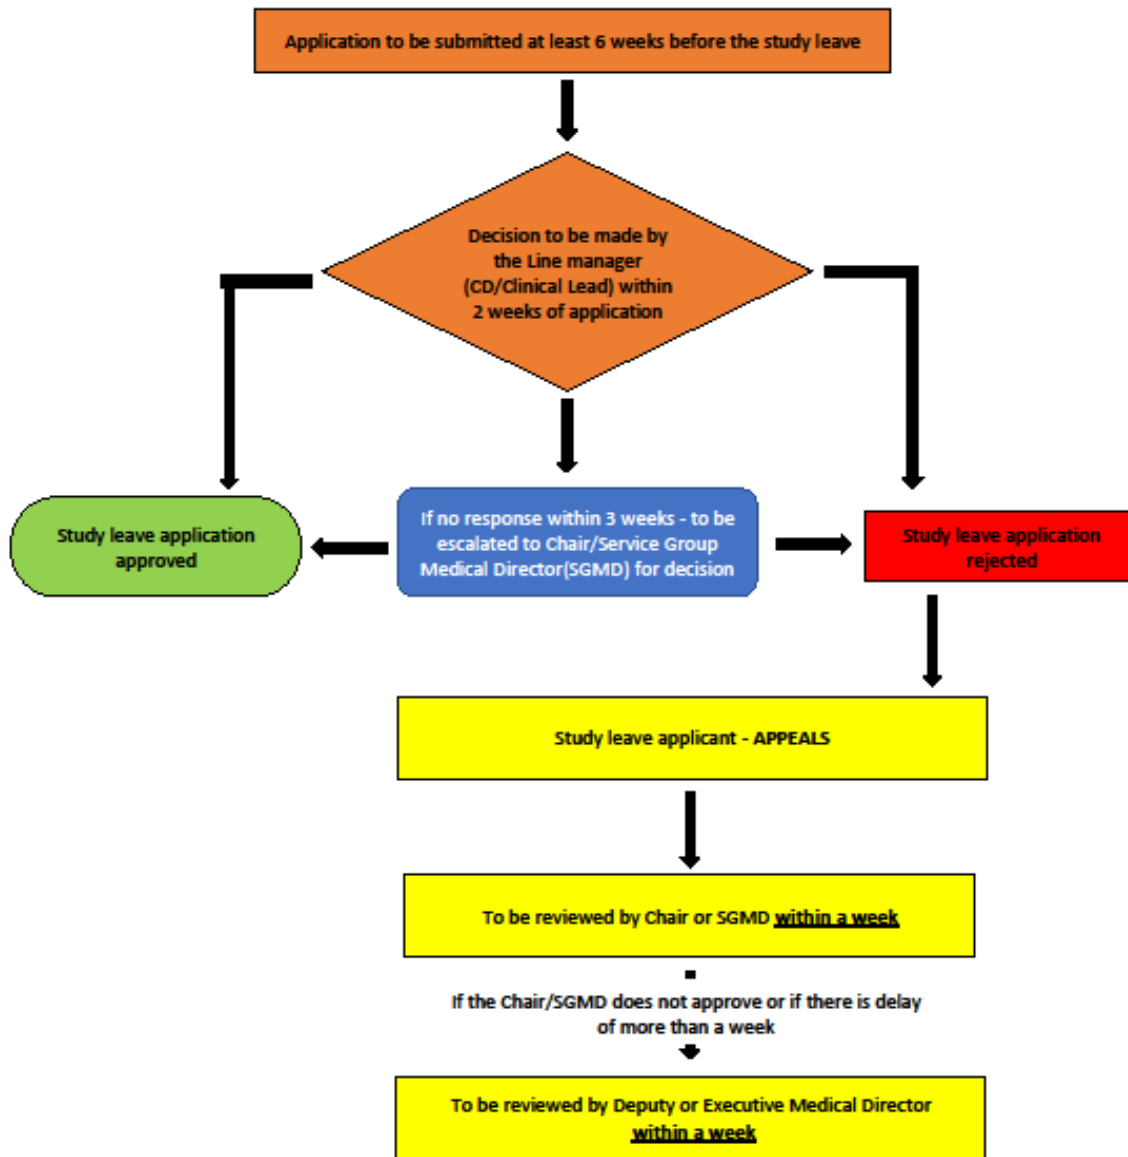 Application to be submitted at least 6 weeks before the study leave
Decision to be made by
the Line manager
(CD/Clinical Lead) within
2 weeks of application
Study leave application
approved
If no response within 3 weeks - to be
escalated to Chair/Service Group
Medical Director(SGMD) for decision
Study leave application
rejected
Study leave applicant - APPEALS
To be reviewed by Chair or SGMD within a week
If the Chair/SGMD does not approve or if there is delay
of more than a week
To be reviewed by Deputy or Executive Medical Director
within a week